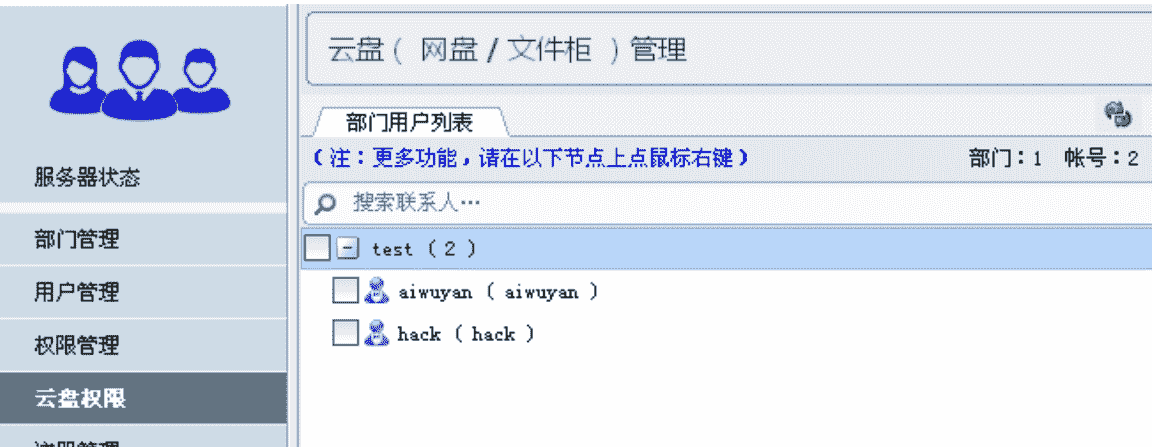 云盘（ 网盘 / 文件柜 ）管理
部门用户列表
（注：更多功能，请在以下节点上点鼠标右键） 部门：1 帐号：2
搜索联系人…
test （ 2 ）
aiwuyan （ aiwuyan ）
hack （ hack ）
服务器状态
部门管理
用户管理
权限管理
云盘权限